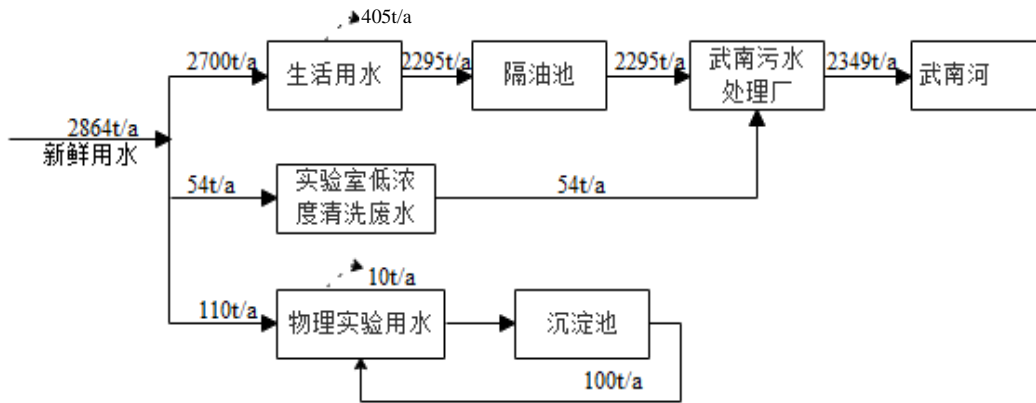 405t/a
2700t/a
生活用水
2295t/a
隔油池
2295t/a
武南污水
处理厂
2349t/a
武南河
2864t/a
新鲜用水
54t/a
实验室低浓
度清洗废水
54t/a
10t/a
110t/a
物理实验用水
沉淀池
100t/a